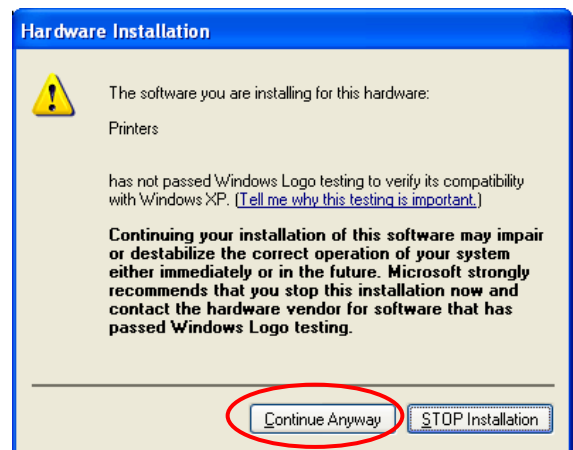 Hardware Installation
The software you are installing for this hardware:
Printers
has not passed Windows Logo testing to verify its compatibility
with Windows XP. (Tell me why this testing is important.)
Continuing your installation of this software may impair
or destabilize the correct operation of your system
either immediately or in the future. Microsoft strongly
recommends that you stop this installation now and
contact the hardware vendor for software that has
passed Windows Logo testing.
Continue Anyway STOP Installation